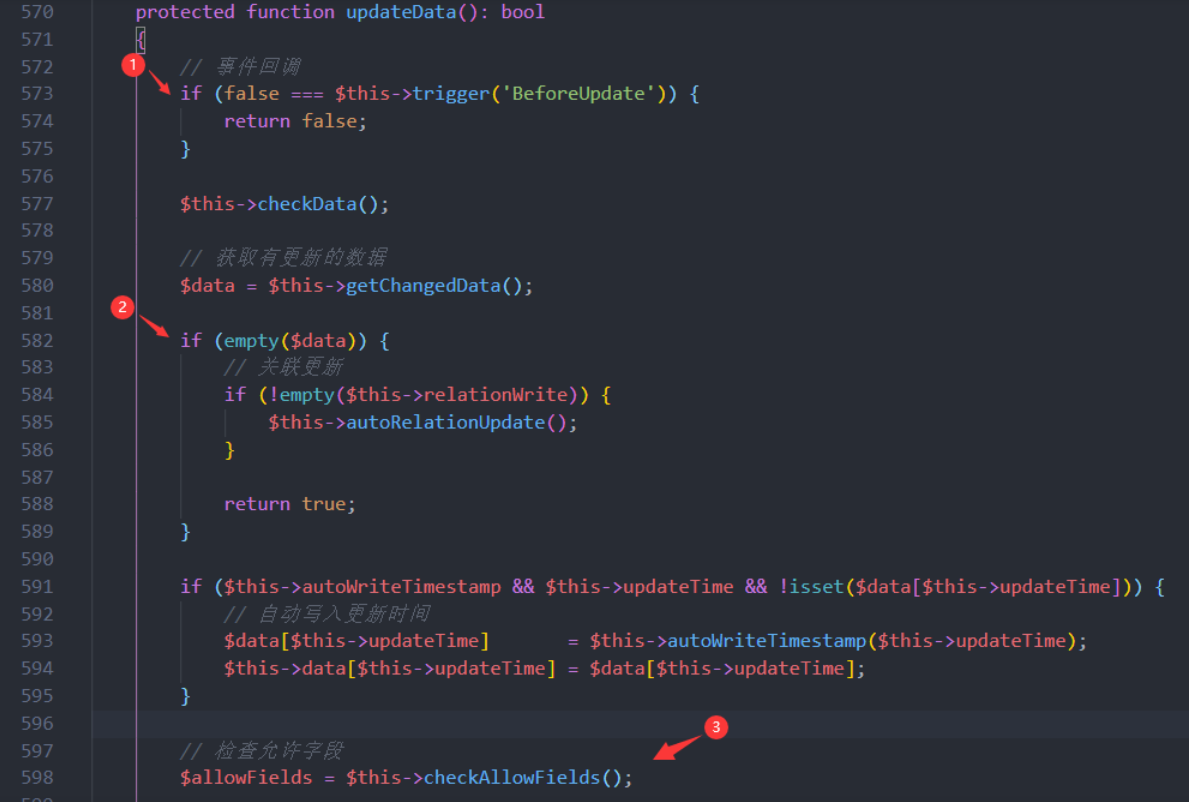 570 protected function updateData(): bool
571 {
572 // 事件回调
1
573 if (false === $this->trigger('BeforeUpdate')) {
574 return false;
575 }
576
577 $this->checkData();
578
579 // 获取有更新的数据
580 $data = $this->getChangedData();
581
2
582 if (empty($data)) {
583 // 关联更新
584 if (!empty($this->relationWrite)) {
585 $this->autoRelationUpdate();
586 }
587
588 return true;
589 }
590
591 if ($this->autoWriteTimestamp && $this->updateTime && !isset($data[$this->updateTime])) {
592 // 自动写入更新时间
593 $data[$this->updateTime] = $this->autoWriteTimestamp($this->updateTime);
594 $this->data[$this->updateTime] = $data[$this->updateTime];
595 }
596
3
597 // 检查允许字段
598 $allowFields = $this->checkAllowFields();